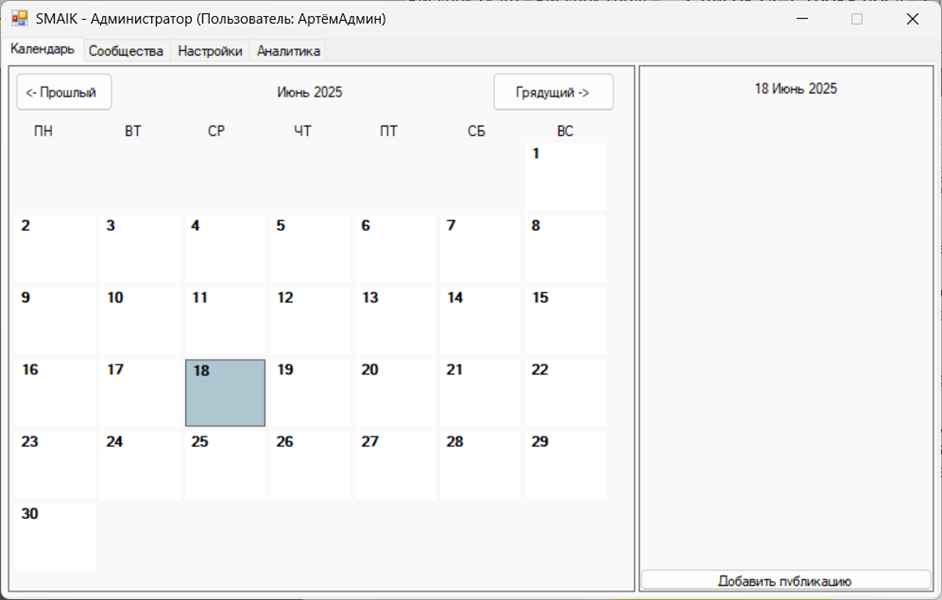 SMAIK - Администратор (Пользователь: АртёмАдмин)
Календарь Сообщества Настройки Аналитика
<- Прошлый Июнь 2025 Грядущий -> 18 Июнь 2025
ПН ВТ СР ЧТ ПТ СБ ВС
1
2 3 4 5 6 7 8
9 10 11 12 13 14 15
16 17 18 19 20 21 22
23 24 25 26 27 28 29
30
Добавить публикацию